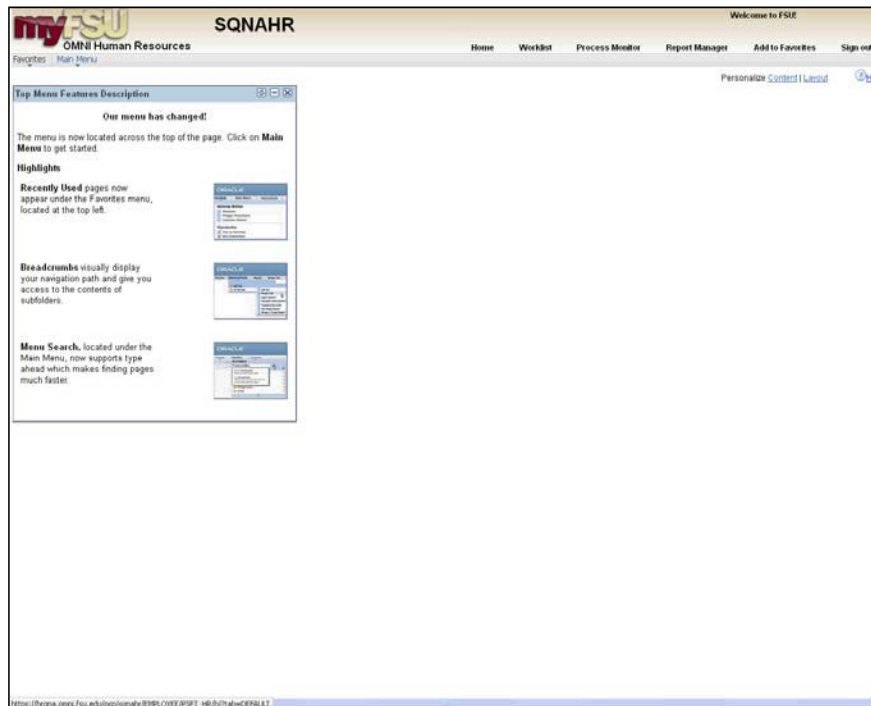 myFSU
SQNAHR
Welcome to FSU!
OMNI Human Resources
Home Worklist Process Monitor Report Manager Add to Favorites Sign out
Favorites Main Menu
Personalize Content | Layout
Top Menu Features Description
Our menu has changed!
The menu is now located across the top of the page. Click on Main
Menu to get started.
Highlights
Recently Used pages now
appear under the Favorites menu,
located at the top left.
ORACLE
Breadcrumbs visually display
your navigation path and give you
access to the contents of
subfolders.
ORACLE
Menu Search, located under the
Main Menu, now supports type
ahead which makes finding pages
much faster.
ORACLE